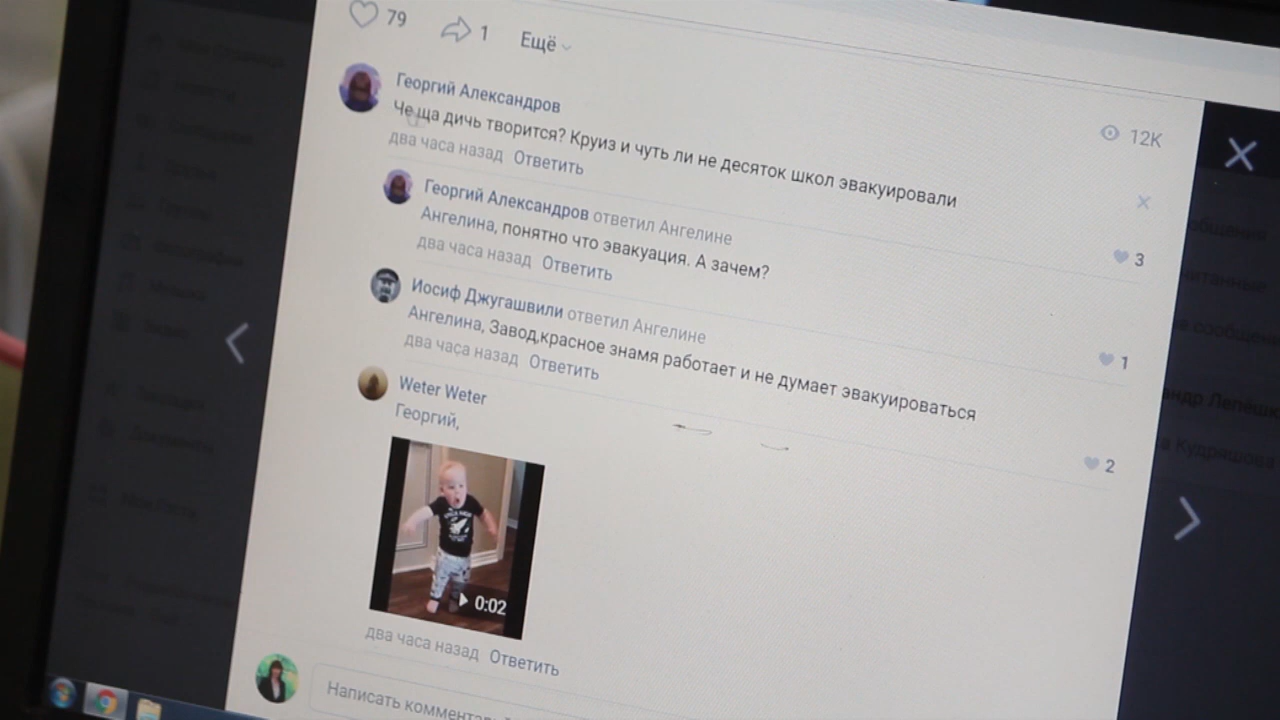 79
1
Ещё
12K
Георгий Александров
Че ща дичь творится? Круиз и чуть ли не десяток школ эвакуировали
два часа назад Ответить
3
Георгий Александров ответил Ангелине
Ангелина, понятно что эвакуация. А зачем?
два часа назад Ответить
1
Иосиф Джугашвили ответил Ангелине
Ангелина, Завод,красное знамя работает и не думает эвакуироваться
два часа назад Ответить
2
Weter Weter
Георгий,
0:02
два часа назад Ответить
Написать